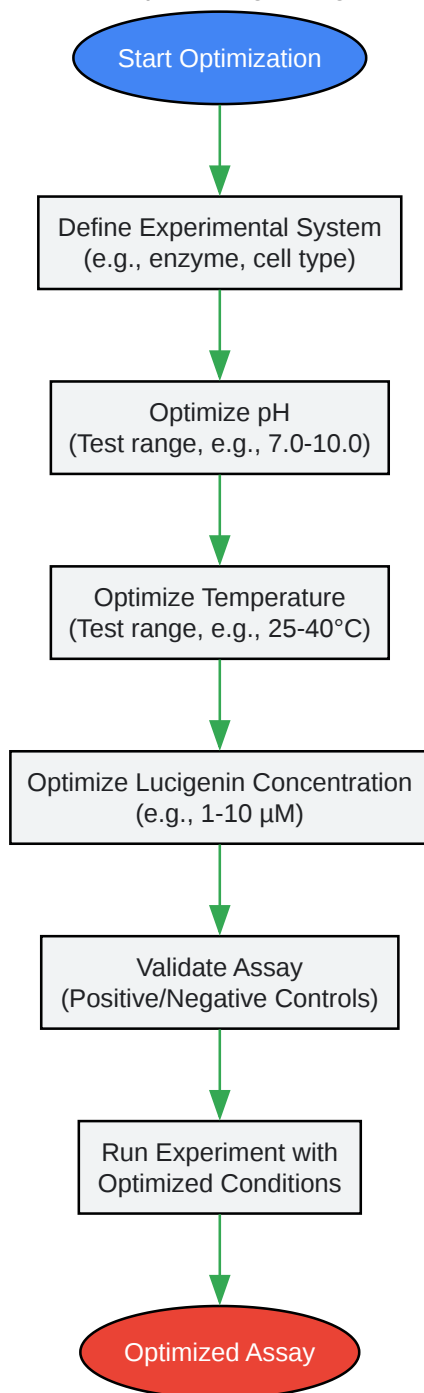 Start Optimization
Define Experimental System
(e.g., enzyme, cell type)
Optimize pH
(Test range, e.g., 7.0-10.0)
Optimize Temperature
(Test range, e.g., 25-40°C)
Optimize Lucigenin Concentration
(e.g., 1-10 µM)
Validate Assay
(Positive/Negative Controls)
Run Experiment with
Optimized Conditions
Optimized Assay